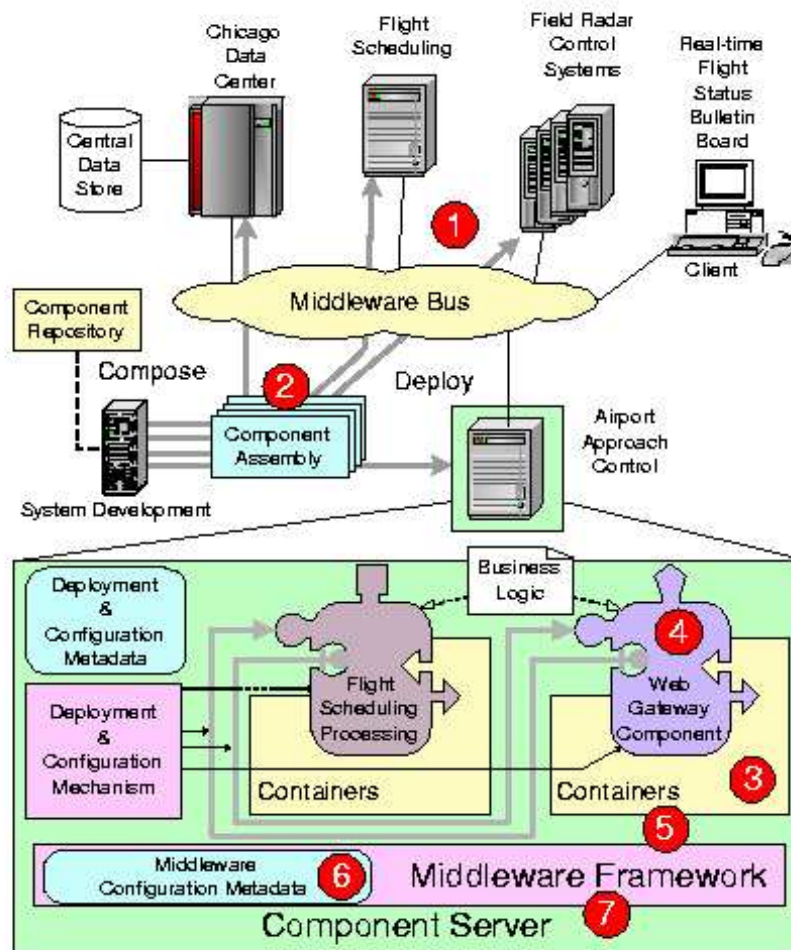 Chicago
Data
Center
Flight
Scheduling
Field Radar
Control
Systems
Real-time
Flight
Status
Bulletin
Board
Central
Data
Store
1
Client
Middleware Bus
Component
Repository
Compose
2
Deploy
Component
Assembly
Airport
Approach
Control
System Development
Deployment
&
Configuration
Metadata
Business
Logic
4
Deployment
&
Configuration
Mechanism
Flight
Scheduling
Processing
Web
Gateway
Component
Containers
Containers
3
5
Middleware
Configuration Metadata
6
Middleware Framework
7
Component Server